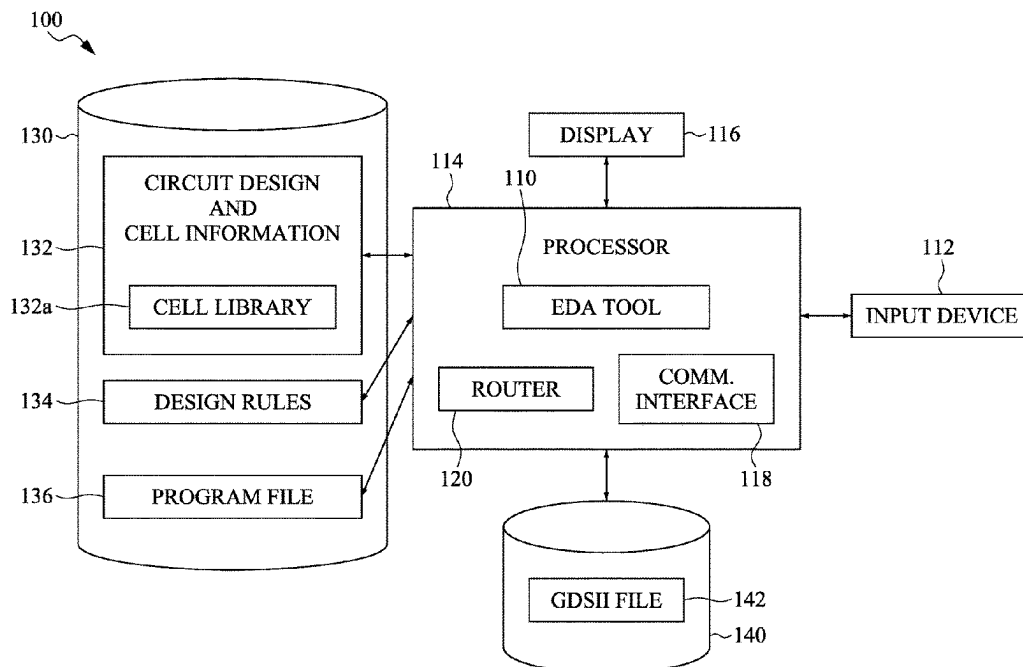 100
130
CIRCUIT DESIGN
AND
CELL INFORMATION
132
132a
CELL LIBRARY
134
DESIGN RULES
136
PROGRAM FILE
DISPLAY
116
114
110
PROCESSOR
EDA TOOL
ROUTER
COMM.
INTERFACE
120
118
112
INPUT DEVICE
GDSII FILE
142
140